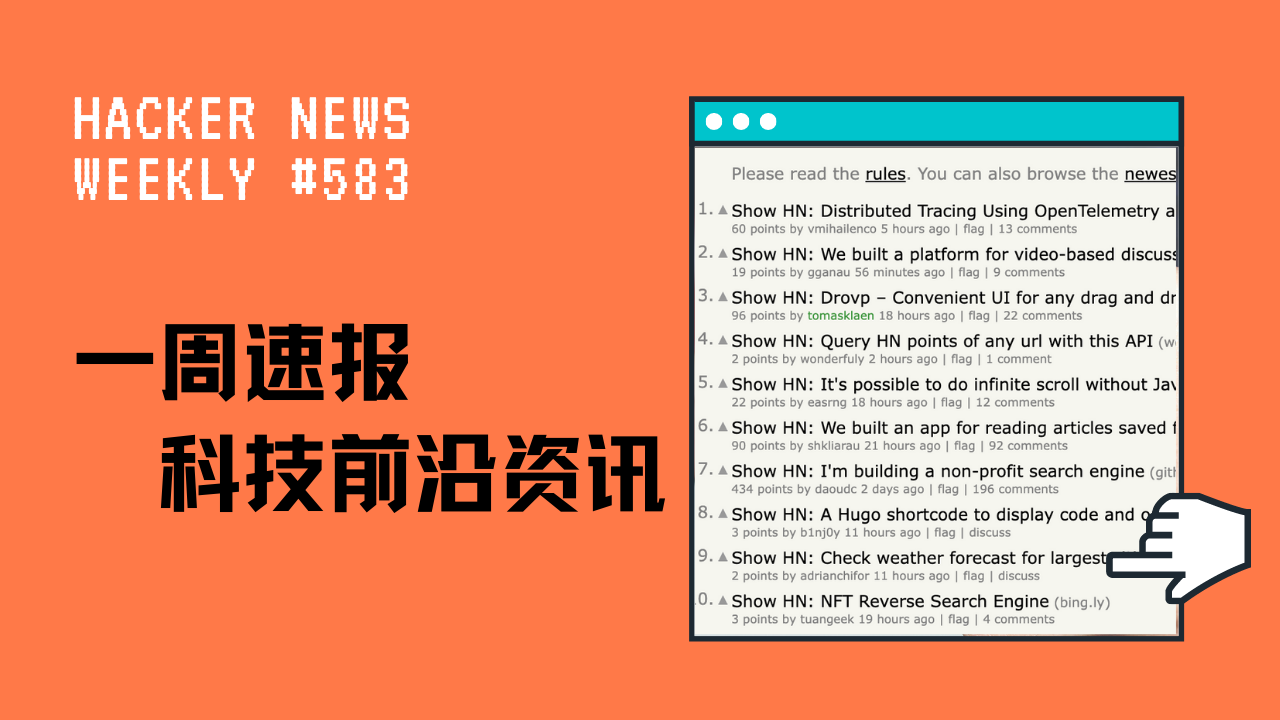 HACKER NEWS
WEEKLY #583
一周速报
科技前沿资讯
Please read the rules. You can also browse the
1. Show HN: Distributed Tracing Using OpenTelemetry
60 points by vmihailenco 5 hours ago | flag | 13 comments
2. Show HN: We built a platform for video-based
19 points by gganau 56 minutes ago | flag | 9 comments
3. Show HN: Drovp – Convenient UI for any drag and
96 points by tomasklaen 18 hours ago | flag | 22 comments
4. Show HN: Query HN points of any url with this API
2 points by wonderfuly 2 hours ago | flag | 1 comment
5. Show HN: It's possible to do infinite scroll without
22 points by easrng 18 hours ago | flag | 12 comments
6. Show HN: We built an app for reading articles saved
90 points by shkliarau 21 hours ago | flag | 92 comments
7. Show HN: I'm building a non-profit search engine
434 points by daoudc 2 days ago | flag | 196 comments
8. Show HN: A Hugo shortcode to display code and
3 points by b1nj0y 11 hours ago | flag | discuss
9. Show HN: Check weather forecast for largest
2 points by adrianchifor 11 hours ago | flag | discuss
0. Show HN: NFT Reverse Search Engine (bing.ly)
3 points by tuangeek 19 hours ago | flag | 4 comments